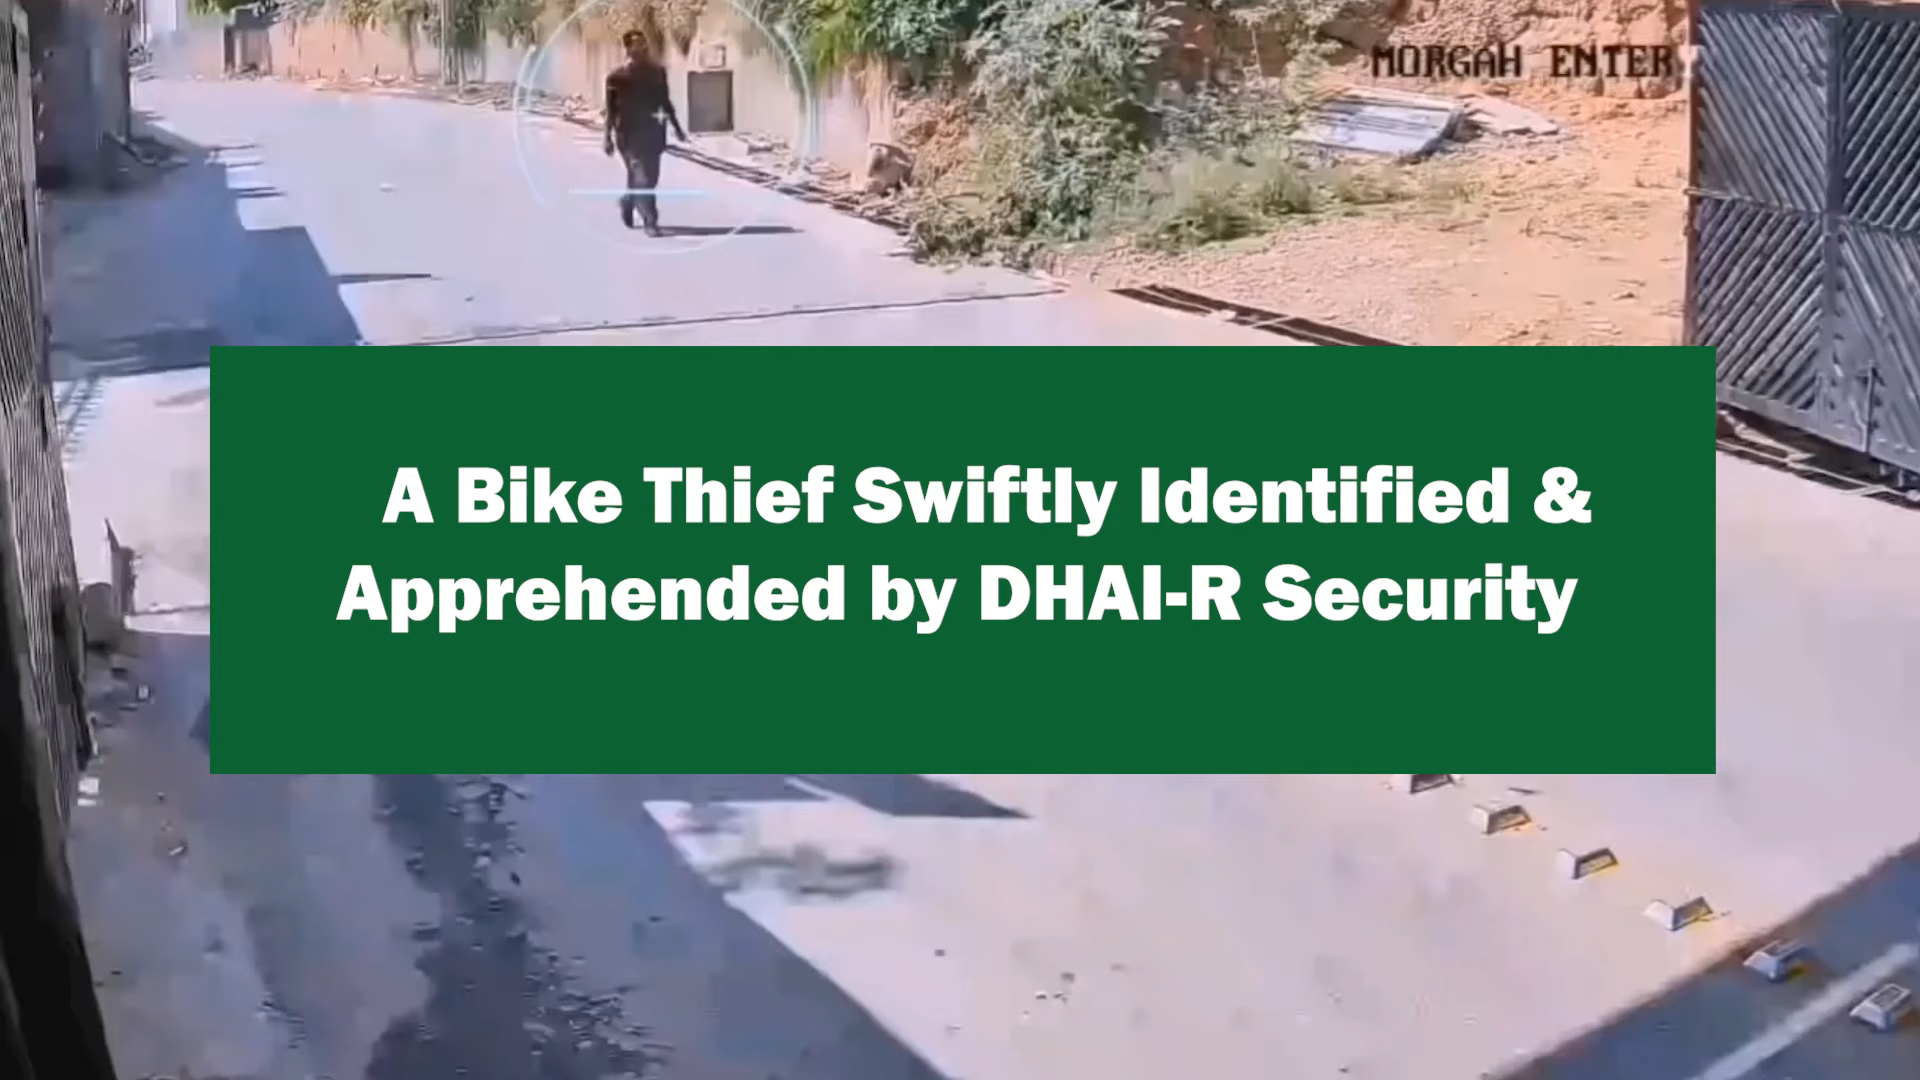 MORGAH ENTER
A Bike Thief Swiftly Identified &
Apprehended by DHAI-R Security